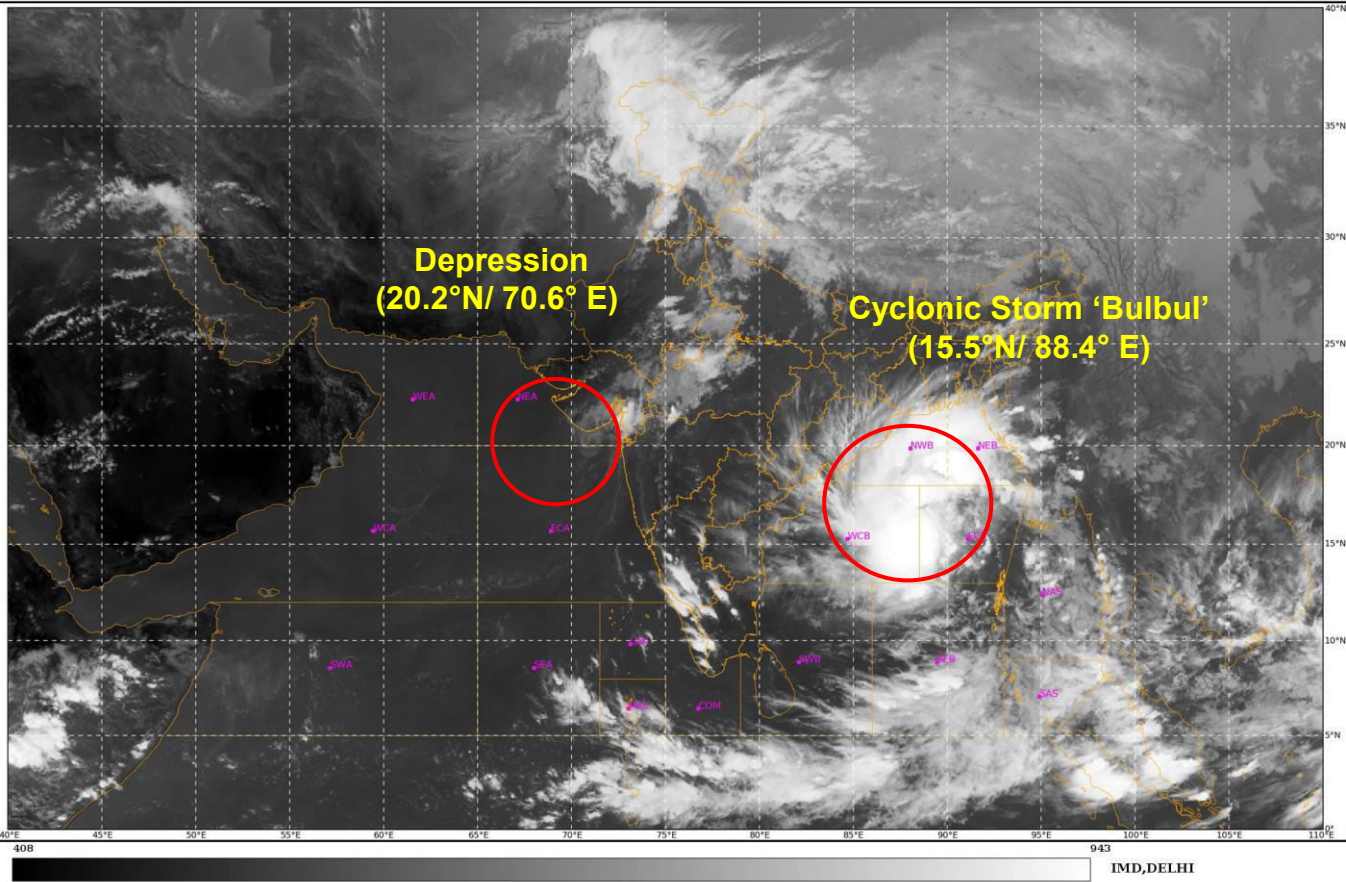 40°N
35°N
30°N
Depression
(20.2°N/ 70.6° E)
Cyclonic Storm ‘Bulbul’
(15.5°N/ 88.4° E)
25°N
WEA
NEA
20°N
NWB
NEB
WCA
ECA
WCB
15°N
WAS
10°N
SWA
SEA
SWB
SAS
COM
5°N
0°
40°E 45°E 50°E 55°E 60°E 65°E 70°E 75°E 80°E 85°E 90°E 95°E 100°E 105°E 110°E
408 943
IMD,DELHI